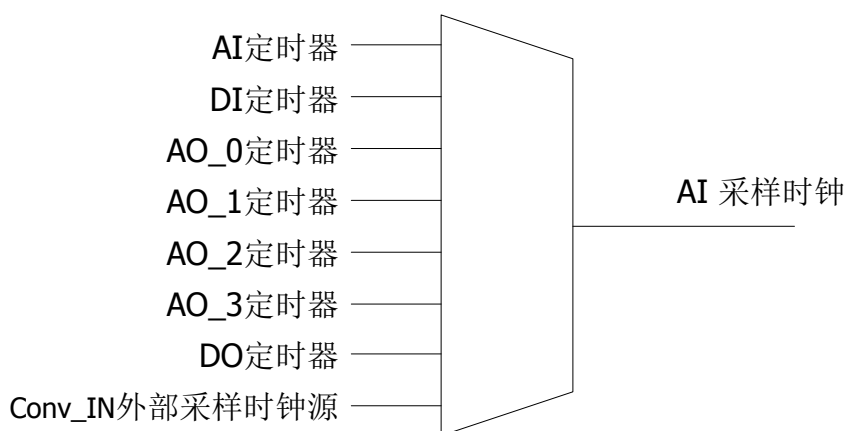 AI定时器
DI定时器
AO_0定时器
AO_1定时器
AO_2定时器
AO_3定时器
DO定时器
Conv_IN外部采样时钟源
AI 采样时钟